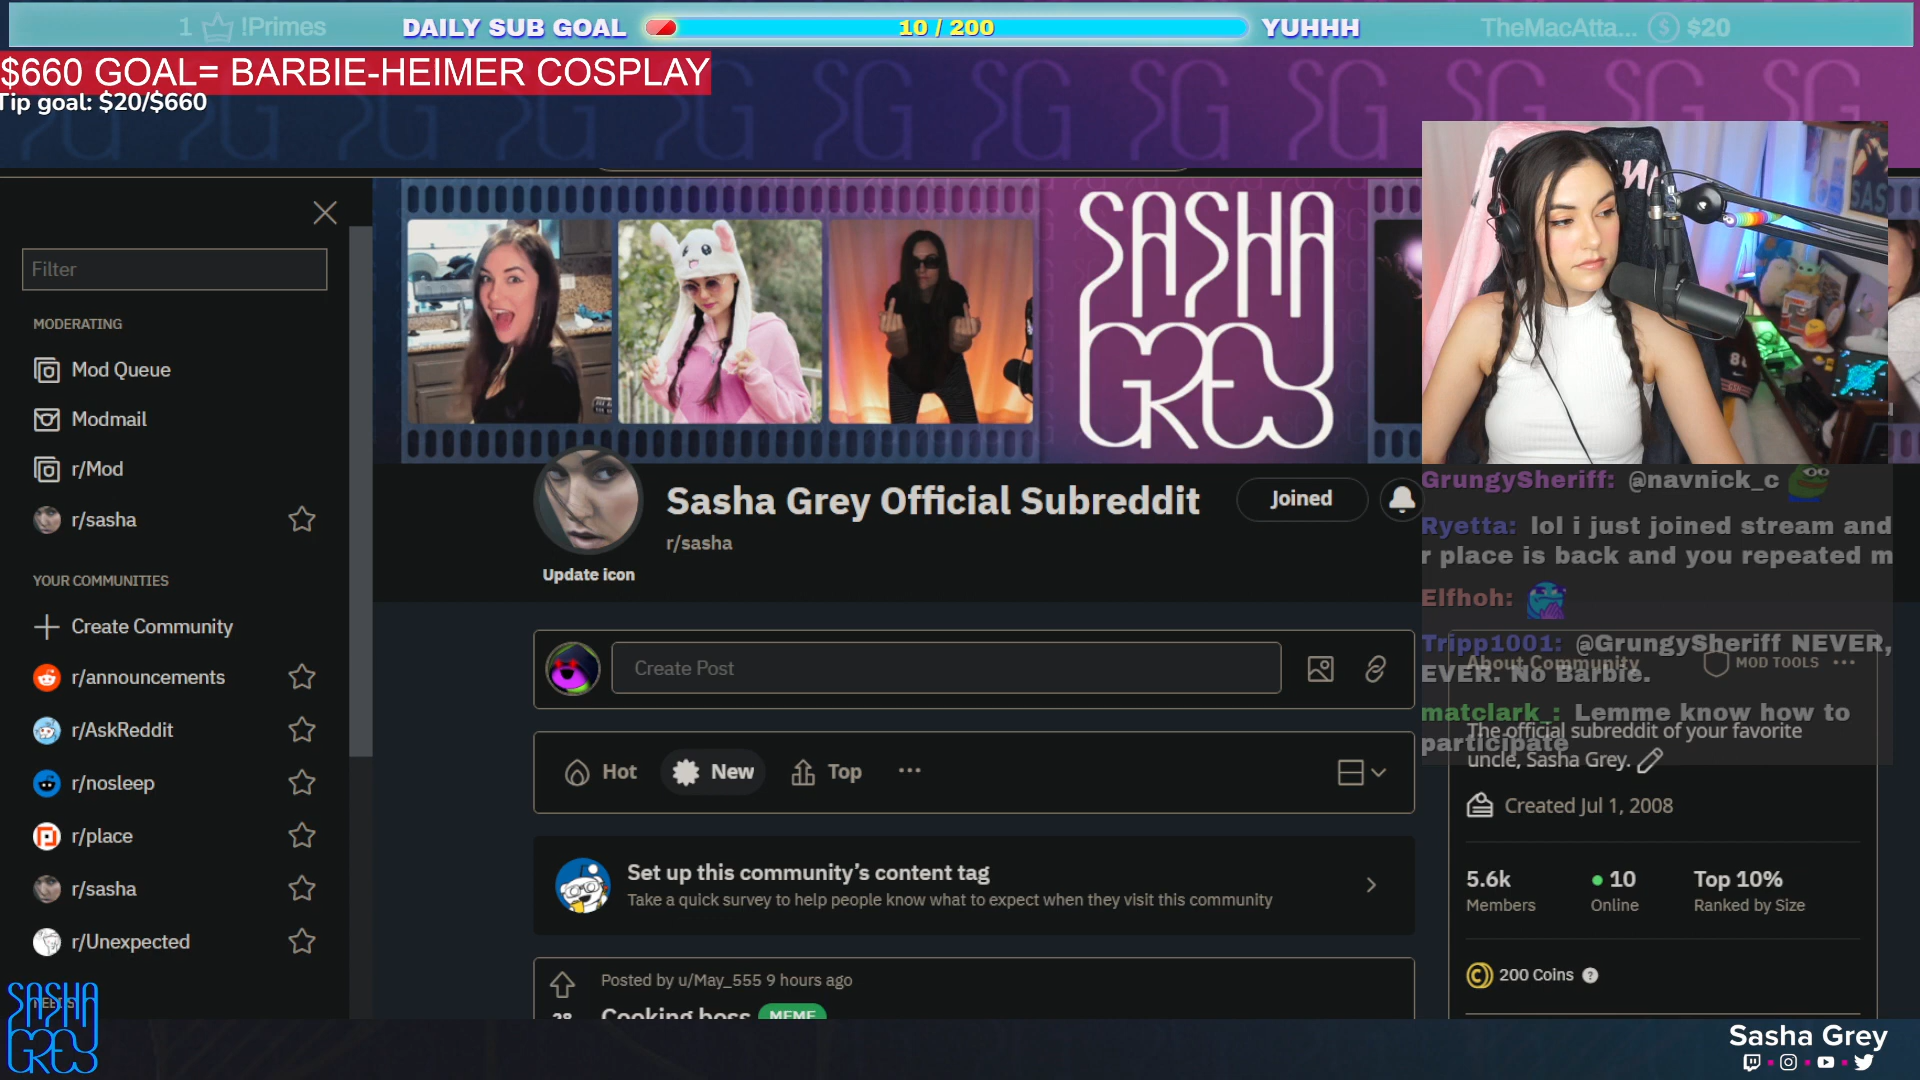 1 !Primes
DAILY SUB GOAL
10 / 200
YUHHH
TheMacAtta... $20
$660 GOAL= BARBIE-HEIMER COSPLAY
Tip goal: $20/$660
Filter
MODERATING
Mod Queue
Modmail
r/Mod
r/sasha
YOUR COMMUNITIES
Create Community
r/announcements
r/AskReddit
r/nosleep
r/place
r/sasha
r/Unexpected
SASHA
GREY
SASHA
GREY
Sasha Grey Official Subreddit
Joined
r/sasha
Update icon
Create Post
Hot
New
Top
Set up this community's content tag
Take a quick survey to help people know what to expect when they visit this community
Posted by u/May_555 9 hours ago
Cooking boss MEME
GrungySheriff: @navnick_c
Ryetta: lol i just joined stream and
r place is back and you repeated m
Elfhoh:
Tripp1001: @GrungySheriff NEVER,
EVER. No Barbie.
matclark_: Lemme know how to
participate
About Community
MOD TOOLS
The official subreddit of your favorite
uncle, Sasha Grey.
Created Jul 1, 2008
5.6k
Members
10
Online
Top 10%
Ranked by Size
200 Coins
Sasha Grey